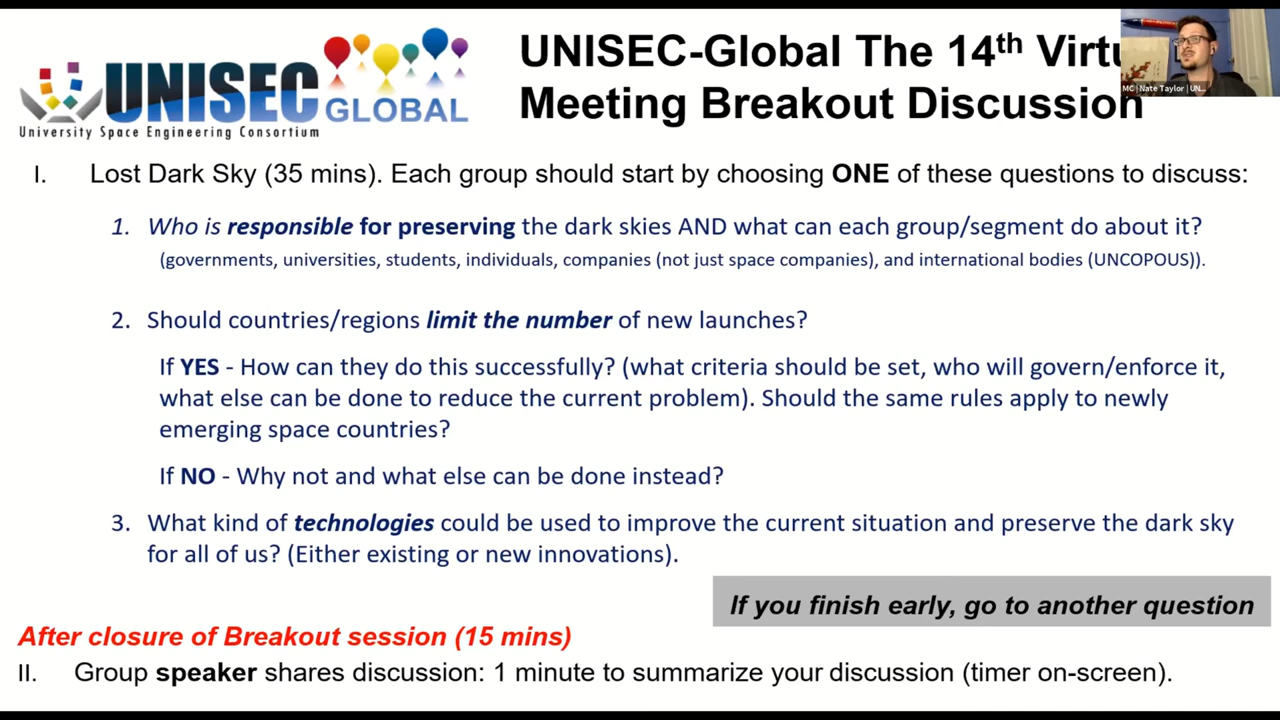 UNISEC
GLOBAL
University Space Engineering Consortium
UNISEC-Global The 14th Virtu
Meeting Breakout Discussion
MC | Nate Taylor | UN...
I. Lost Dark Sky (35 mins). Each group should start by choosing ONE of these questions to discuss:
1. Who is responsible for preserving the dark skies AND what can each group/segment do about it?
(governments, universities, students, individuals, companies (not just space companies), and international bodies (UNCOPOUS)).
2. Should countries/regions limit the number of new launches?
If YES - How can they do this successfully? (what criteria should be set, who will govern/enforce it,
what else can be done to reduce the current problem). Should the same rules apply to newly
emerging space countries?
If NO - Why not and what else can be done instead?
3. What kind of technologies could be used to improve the current situation and preserve the dark sky
for all of us? (Either existing or new innovations).
If you finish early, go to another question
After closure of Breakout session (15 mins)
II. Group speaker shares discussion: 1 minute to summarize your discussion (timer on-screen).